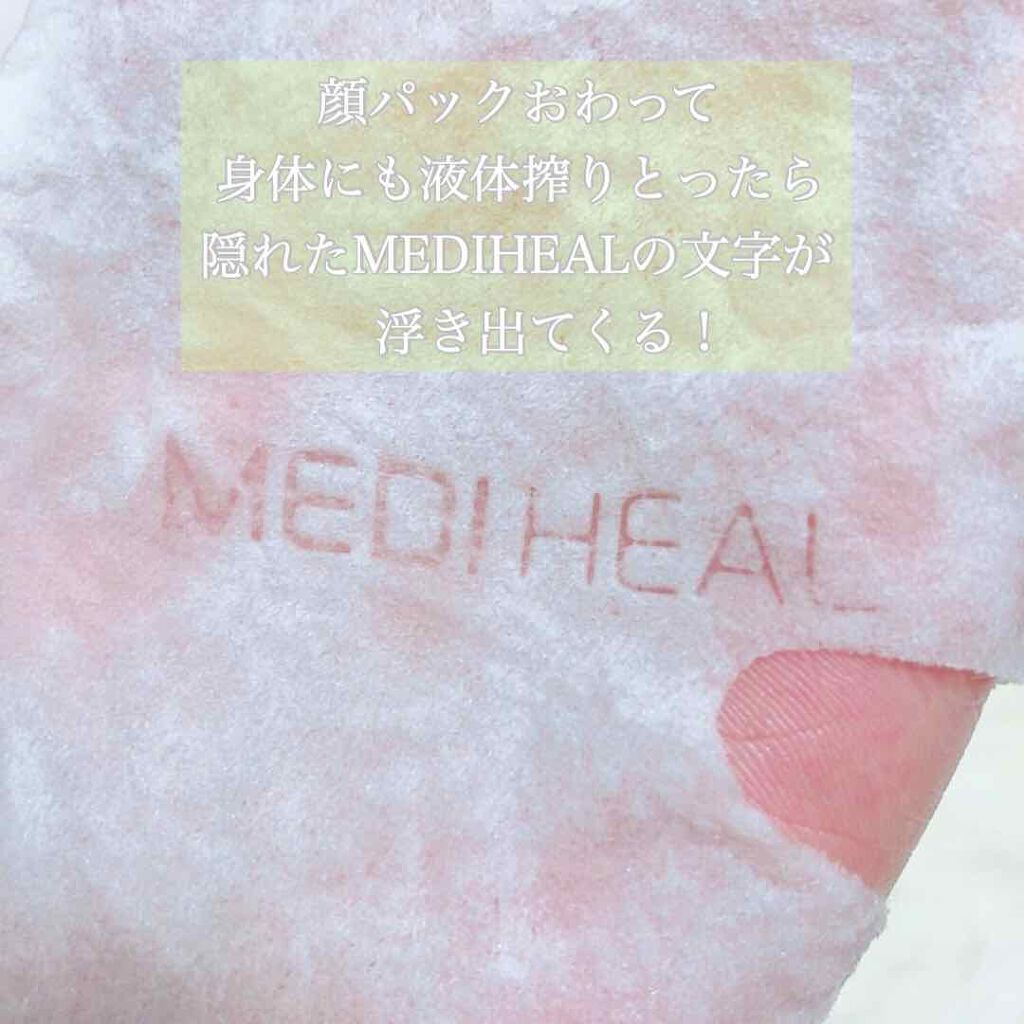 顔パックおわって
身体にも液体搾りとったら
隠れたMEDIHEALの文字が
浮き出てくる！
MEDIHEAL